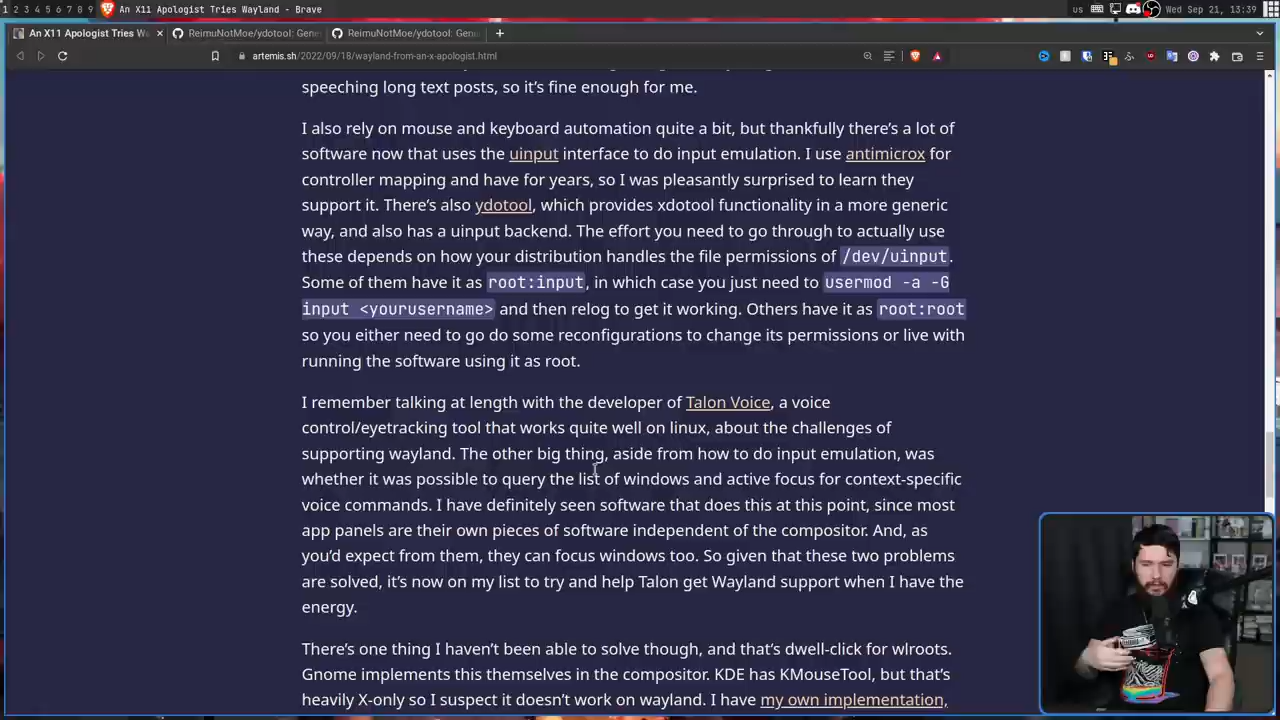 1 2 3 4 5 6 7 8 9
An X11 Apologist Tries Wayland - Brave
us
Wed Sep 21, 13:39
An X11 Apologist Tries W
ReimuNotMoe/ydotool: Gene
ReimuNotMoe/ydotool: Gene
artemis.sh/2022/09/18/wayland-from-an-x-apologist.html
speeching long text posts, so it's fine enough for me.
I also rely on mouse and keyboard automation quite a bit, but thankfully there's a lot of
software now that uses the uinput interface to do input emulation. I use antimicrox for
controller mapping and have for years, so I was pleasantly surprised to learn they
support it. There's also ydotool, which provides xdotool functionality in a more generic
way, and also has a uinput backend. The effort you need to go through to actually use
these depends on how your distribution handles the file permissions of /dev/uinput.
Some of them have it as root:input, in which case you just need to usermod -a -G
input <yourusername> and then relog to get it working. Others have it as root:root
so you either need to go do some reconfigurations to change its permissions or live with
running the software using it as root.
I remember talking at length with the developer of Talon Voice, a voice
control/eyetracking tool that works quite well on linux, about the challenges of
supporting wayland. The other big thing, aside from how to do input emulation, was
whether it was possible to query the list of windows and active focus for context-specific
voice commands. I have definitely seen software that does this at this point, since most
app panels are their own pieces of software independent of the compositor. And, as
you'd expect from them, they can focus windows too. So given that these two problems
are solved, it's now on my list to try and help Talon get Wayland support when I have the
energy.
There's one thing I haven't been able to solve though, and that's dwell-click for wlroots.
Gnome implements this themselves in the compositor. KDE has KMouseTool, but that's
heavily X-only so I suspect it doesn't work on wayland. I have my own implementation,